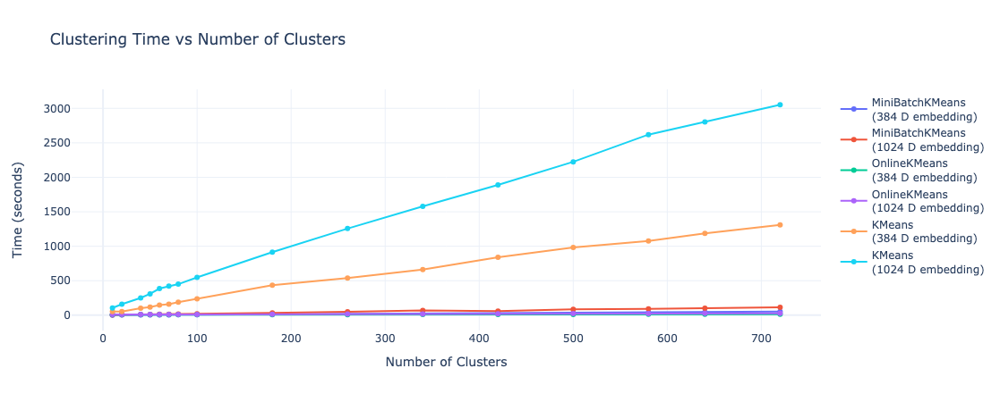 Clustering Time vs Number of Clusters
3000
2500
2000
1500
1000
500
0
Time (seconds)
0 100 200 300 400 500 600 700
Number of Clusters
MiniBatchKMeans
(384 D embedding)
MiniBatchKMeans
(1024 D embedding)
OnlineKMeans
(384 D embedding)
OnlineKMeans
(1024 D embedding)
KMeans
(384 D embedding)
KMeans
(1024 D embedding)